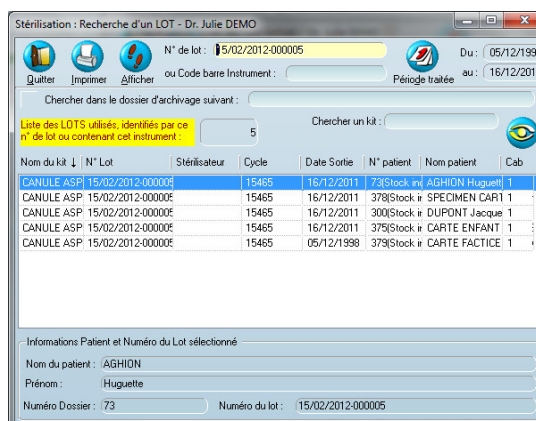 Stérilisation : Recherche d'un LOT - Dr. Julie DEMO
N° de lot : 15/02/2012-000005
Du : 05/12/199
Quitter Imprimer Afficher ou Code barre Instrument : Période traitée au : 16/12/201
Chercher dans le dossier d'archivage suivant :
Liste des LOTS utilisés, identifiés par ce
n° de lot ou contenant cet instrument :
5
Chercher un kit :
Nom du kit ↓ N° Lot Stérilisateur Cycle Date Sortie N° patient Nom patient Cab
CANULE ASP 15/02/2012-000005 15465 16/12/2011 73(Stock ind AGHION Huguett 1
CANULE ASP 15/02/2012-000005 15465 16/12/2011 378(Stock ir SPECIMEN CART 1
CANULE ASP 15/02/2012-000005 15465 16/12/2011 300(Stock ir DUPONT Jacque 1
CANULE ASP 15/02/2012-000005 15465 16/12/2011 375(Stock ir CARTE ENFANT 1
CANULE ASP 15/02/2012-000005 15465 05/12/1998 379(Stock ir CARTE FACTICE 1
Informations Patient et Numéro du Lot sélectionné
Nom du patient : AGHION
Prénom : Huguette
Numéro Dossier : 73 Numéro du lot : 15/02/2012-000005